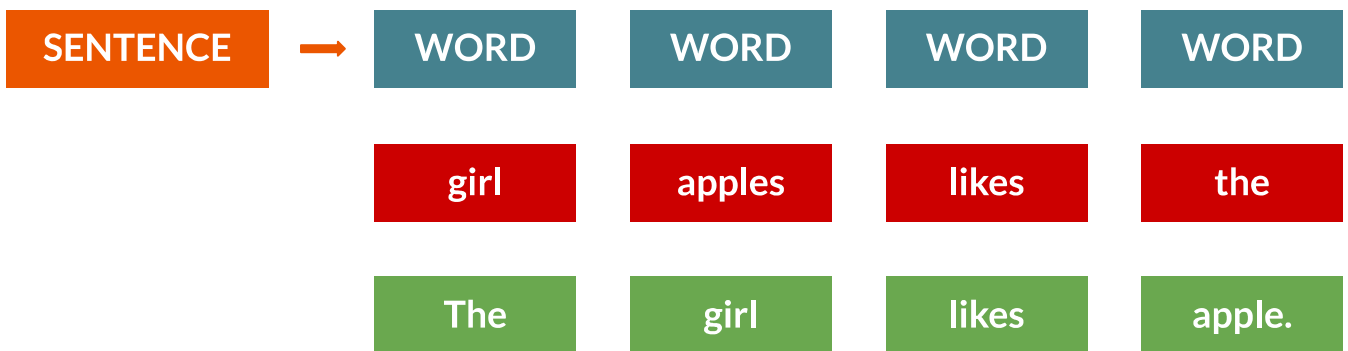 SENTENCE → WORD WORD WORD WORD
girl apples likes the
The girl likes apple.